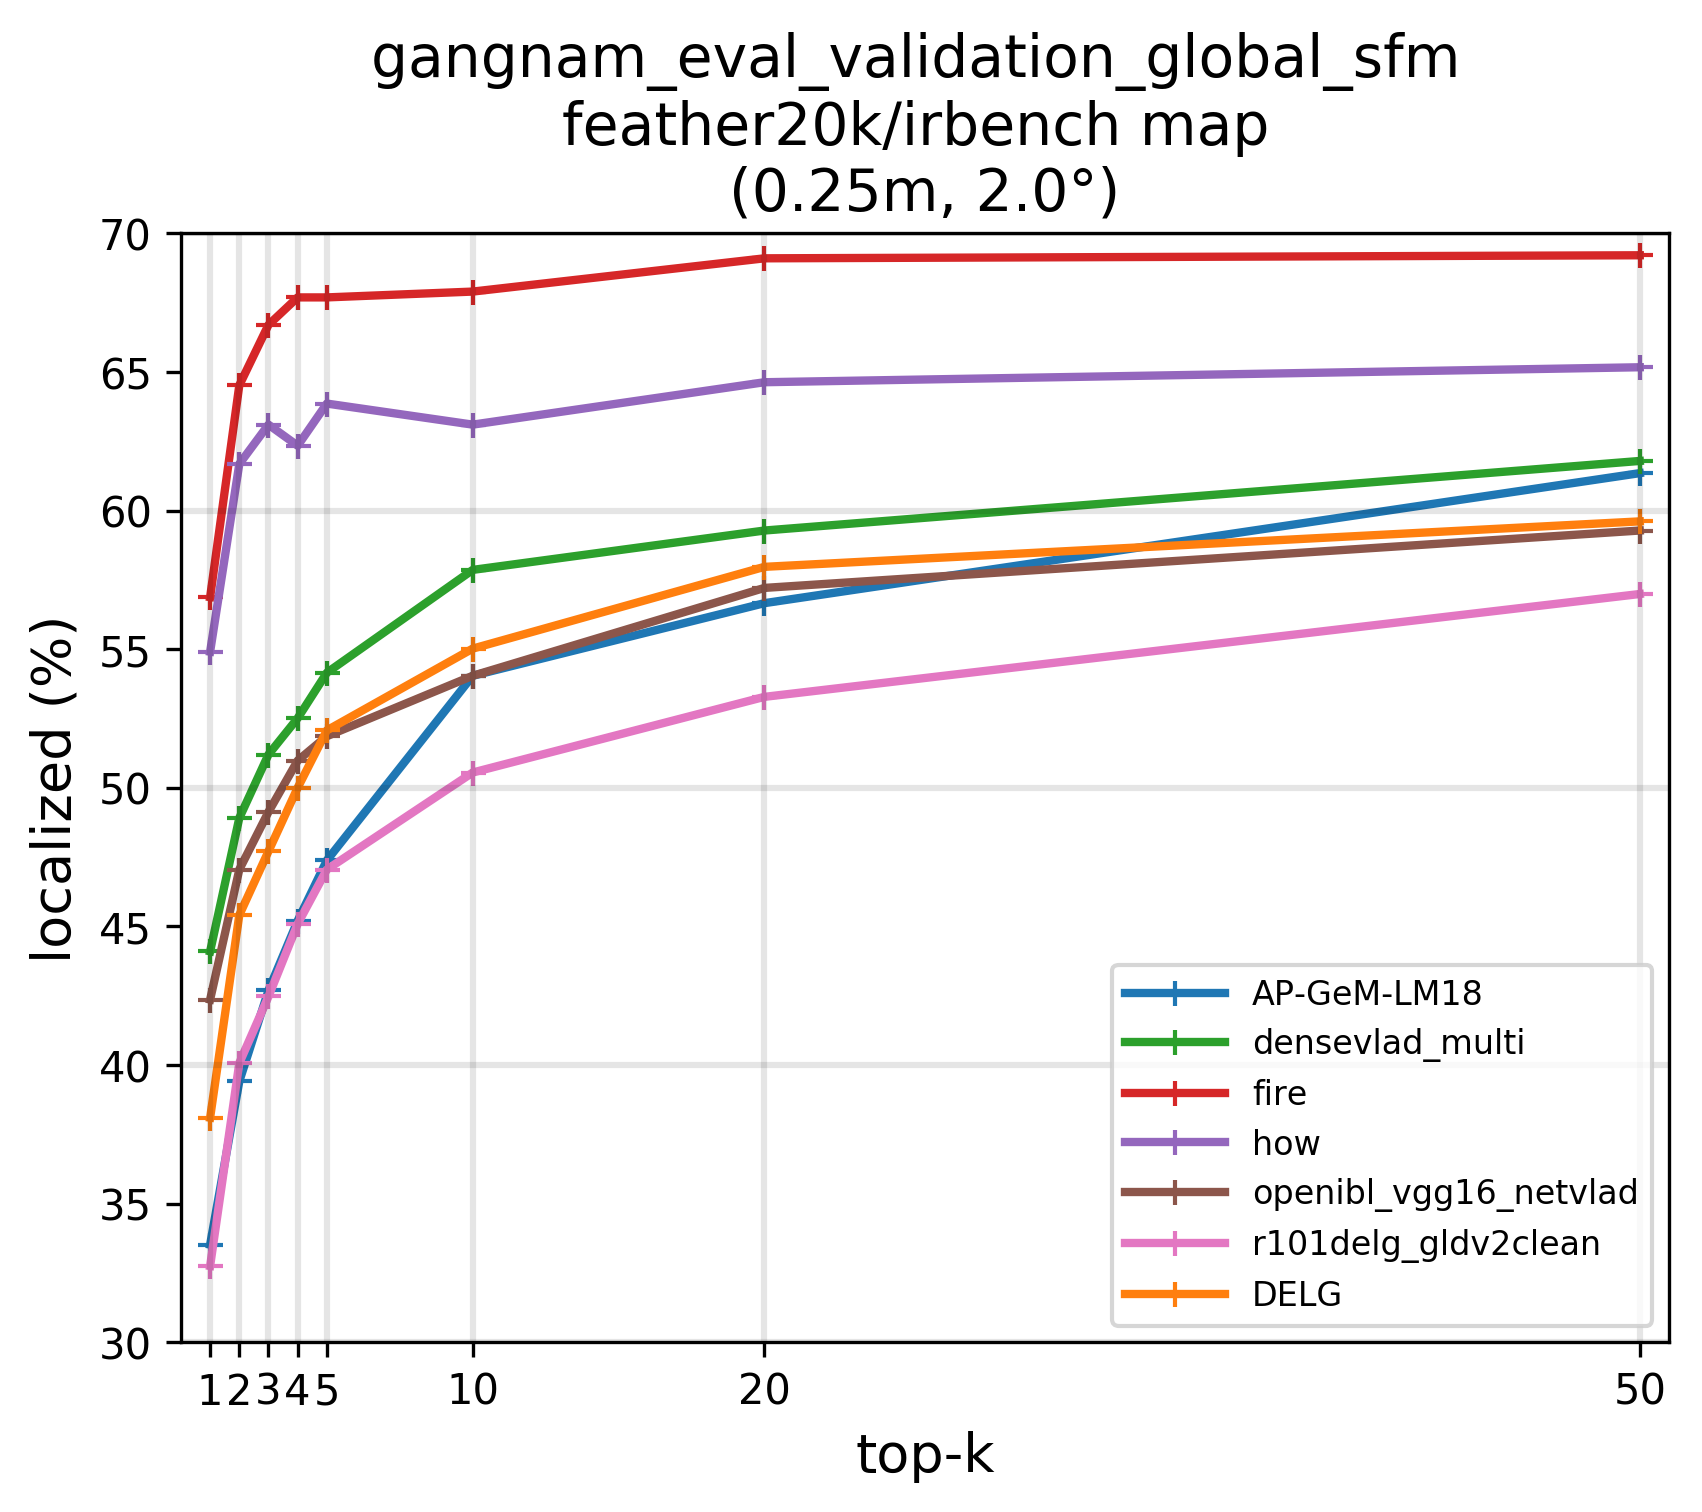 gangnam_eval_validation_global_sfm
feather20k/irbench map
(0.25m, 2.0°)
70
65
60
55
50
45
40
35
30
localized (%)
AP-GeM-LM18
densevlad_multi
fire
how
openibl_vgg16_netvlad
r101delg_gldv2clean
DELG
1 2 3 4 5 10 20 50
top-k